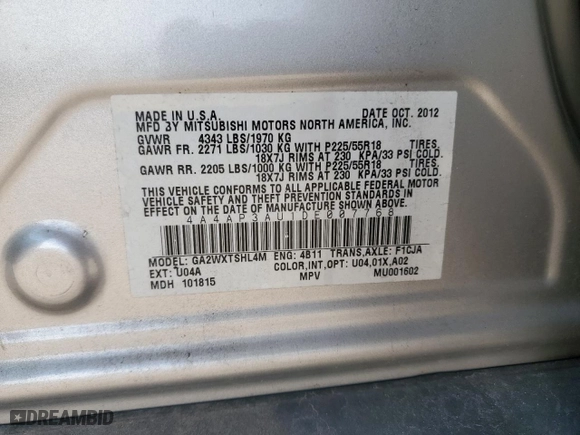 MADE IN U.S.A. DATE OCT. 2012
MFD BY MITSUBISHI MOTORS NORTH AMERICA, INC.
GVWR 4343 LBS/1970 KG
GAWR FR. 2271 LBS/1030 KG WITH P225/55R18 TIRES,
18X7J RIMS AT 230 KPA/33 PSI COLD.
GAWR RR. 2205 LBS/1000 KG WITH P225/55R18 TIRES,
18X7J RIMS AT 230 KPA/33 PSI COLD.
THIS VEHICLE CONFORMS TO ALL APPLICABLE FEDERAL MOTOR
VEHICLE SAFETY AND THEFT PREVENTION STANDARDS IN
EFFECT ON THE DATE OF MANUFACTURE SHOWN ABOVE.
4A4AP3AU1DE007768
MODEL: GA2WXTSHL4M ENG: 4B11 TRANS,AXLE: F1CJA
EXT: U04A COLOR,INT,OPT: U04,01X,A02
MDH 101815 MPV MU001602
DREAMBID